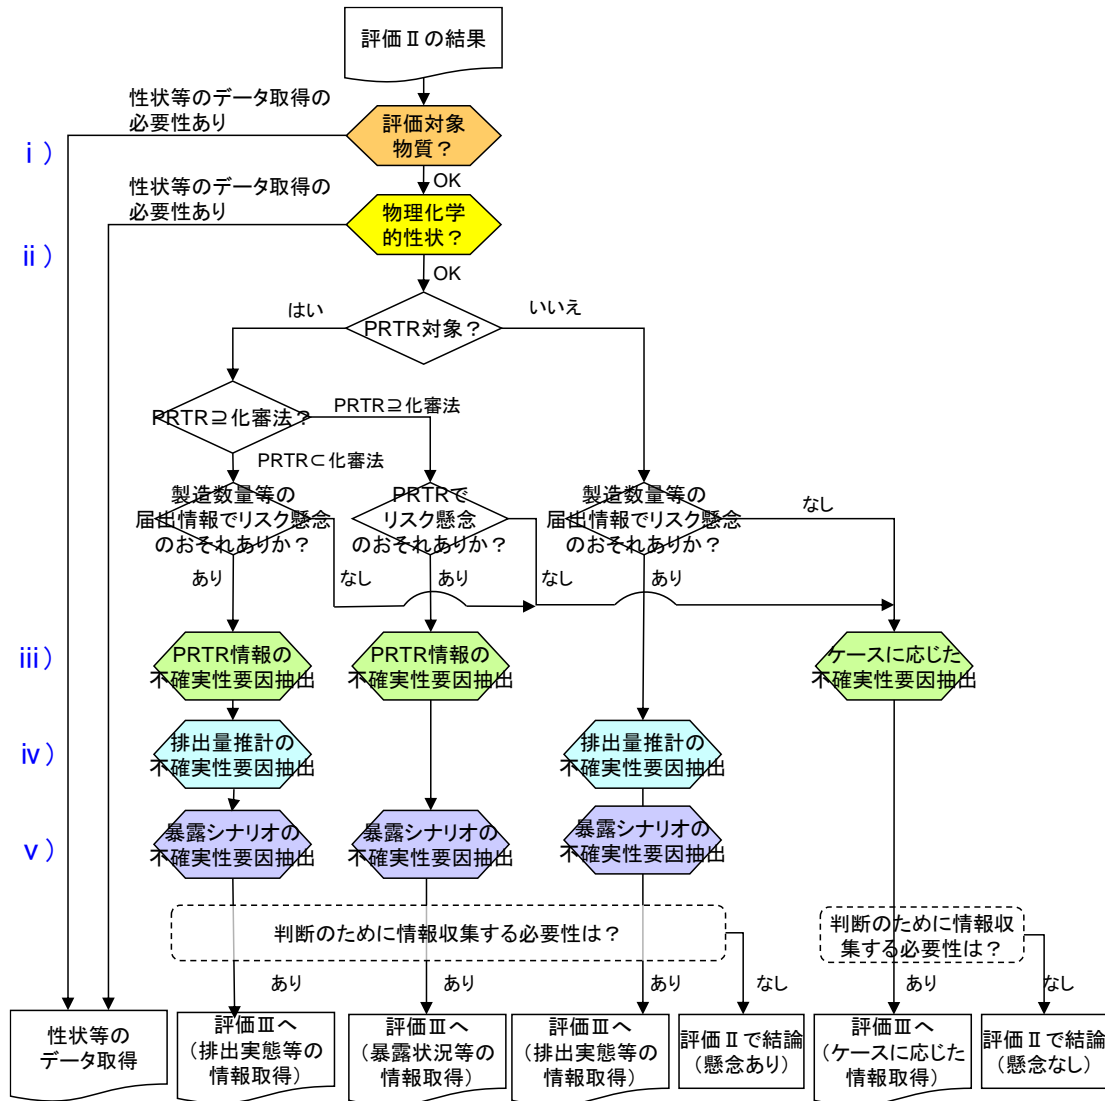 評価Ⅱの結果
性状等のデータ取得の
必要性あり
評価対象
物質？
ⅰ）
OK
性状等のデータ取得の
必要性あり
物理化学
的性状？
ⅱ）
OK
はい
いいえ
PRTR対象？
PRTR⊇化審法？
PRTR⊇化審法
PRTR⊂化審法
製造数量等の
届出情報でリスク懸念
のおそれありか？
PRTRで
リスク懸念
のおそれありか？
製造数量等の
届出情報でリスク懸念
のおそれありか？
なし
あり
なし
あり
なし
あり
ⅲ）
PRTR情報の
不確実性要因抽出
PRTR情報の
不確実性要因抽出
ケースに応じた
不確実性要因抽出
ⅳ）
排出量推計の
不確実性要因抽出
排出量推計の
不確実性要因抽出
ⅴ）
暴露シナリオの
不確実性要因抽出
暴露シナリオの
不確実性要因抽出
暴露シナリオの
不確実性要因抽出
判断のために情報収集する必要性は？
判断のために情報収
集する必要性は？
あり
あり
あり
なし
あり
なし
性状等の
データ取得
評価Ⅲへ
（排出実態等の
情報取得）
評価Ⅲへ
（暴露状況等の
情報取得）
評価Ⅲへ
（排出実態等の
情報取得）
評価Ⅱで結論
（懸念あり）
評価Ⅲへ
（ケースに応じた
情報取得）
評価Ⅱで結論
（懸念なし）